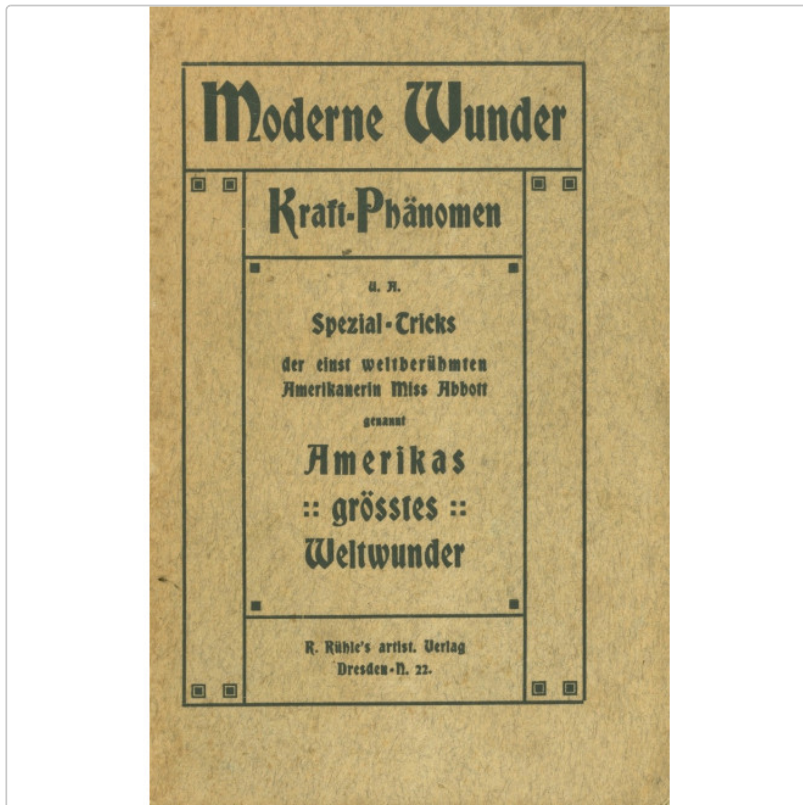 Moderne Wunder
Kraft-Phänomen
U. A.
Spezial-Tricks
der einst weltberühmten
Amerikanerin Miss Abbott
genannt
Amerikas
:: grösstes ::
Weltwunder
R. Rühle's artist. Verlag
Dresden-N. 22.